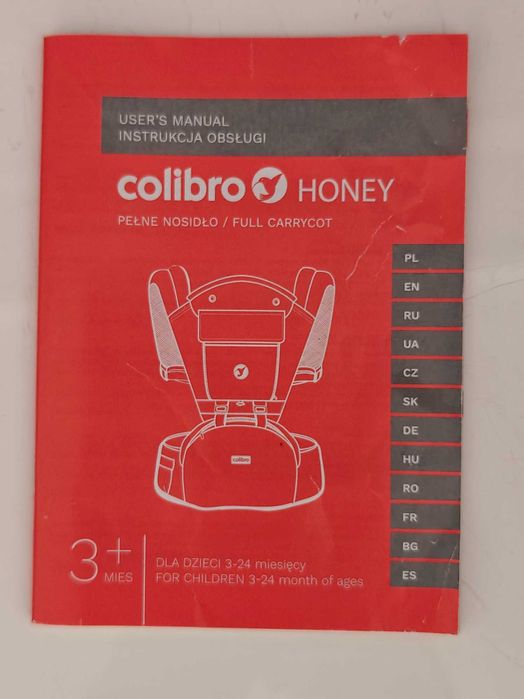 USER'S MANUAL
INSTRUKCJA OBSŁUGI
colibro HONEY
PEŁNE NOSIDŁO / FULL CARRYCOT
PL
EN
RU
UA
CZ
SK
DE
HU
RO
FR
BG
ES
colibro
3+
MIES
DLA DZIECI 3-24 miesięcy
FOR CHILDREN 3-24 month of ages